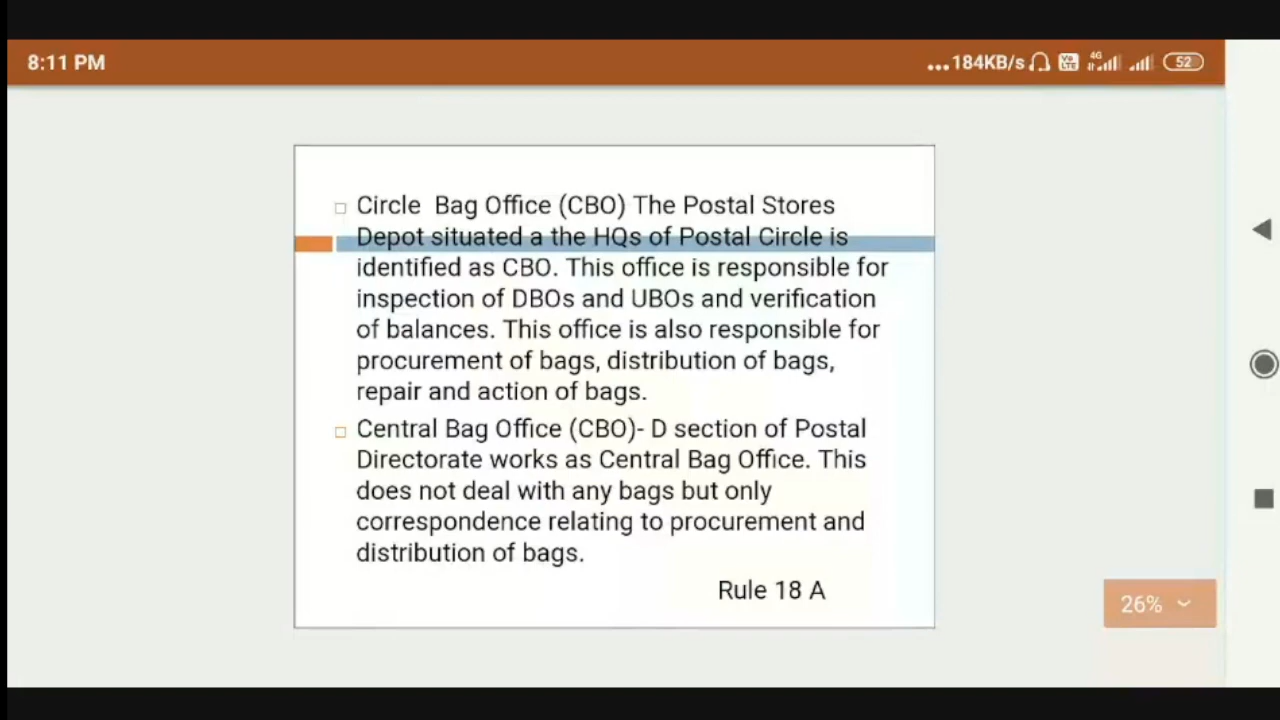 8:11 PM
...184KB/s 4G Vo LTE 52
Circle Bag Office (CBO) The Postal Stores
Depot situated a the HQs of Postal Circle is
identified as CBO. This office is responsible for
inspection of DBOs and UBOs and verification
of balances. This office is also responsible for
procurement of bags, distribution of bags,
repair and action of bags.
Central Bag Office (CBO)- D section of Postal
Directorate works as Central Bag Office. This
does not deal with any bags but only
correspondence relating to procurement and
distribution of bags.
Rule 18 A
26%